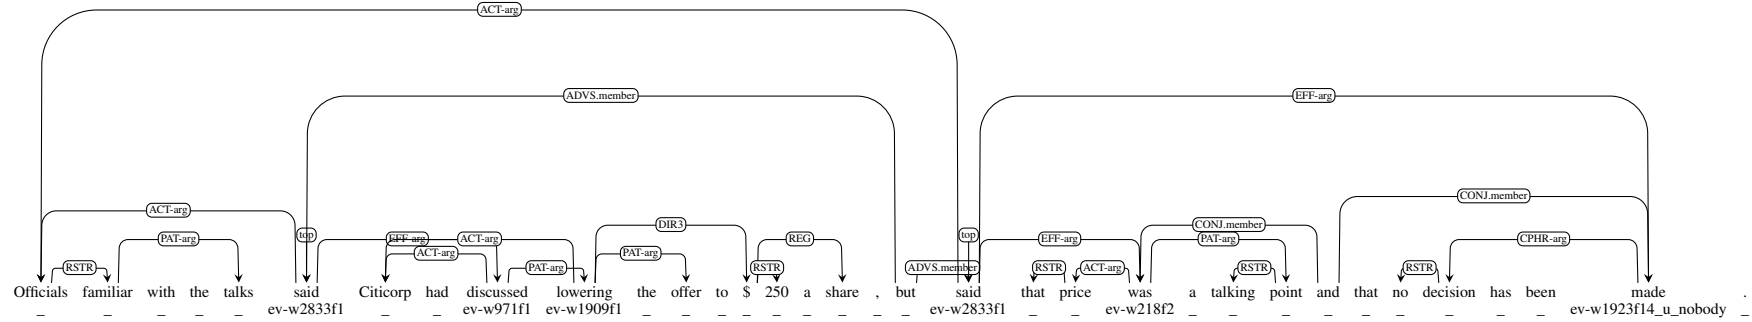 ACT-arg
ADVS.member EFF-arg
CONJ.member
ACT-arg DIR3 CONJ.member
top PAT-arg EFF-arg ACT-arg REG top EFF-arg PAT-arg CPHR-arg
ACT-arg PAT-arg
RSTR PAT-arg RSTR ADVS.member RSTR ACT-arg RSTR RSTR
Officials familiar with the talks said Citicorp had discussed lowering the offer to $ 250 a share , but said that price was a talking point and that no decision has been made .
_ _ _ _ _ ev-w2833f1 _ _ ev-w971f1 ev-w1909f1 _ _ _ _ _ _ _ _ _ ev-w2833f1 _ _ ev-w218f2 _ _ _ _ _ _ _ _ _ ev-w1923f14_u_nobody _